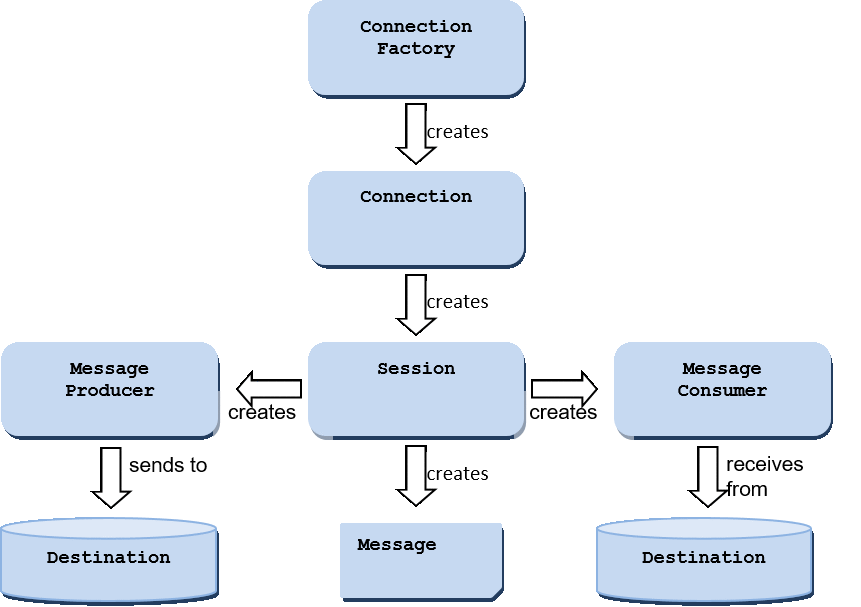 Connection
Factory
creates
Connection
creates
Message
Producer
Session
Message
Consumer
creates
creates
sends to
creates
receives
from
Destination
Message
Destination